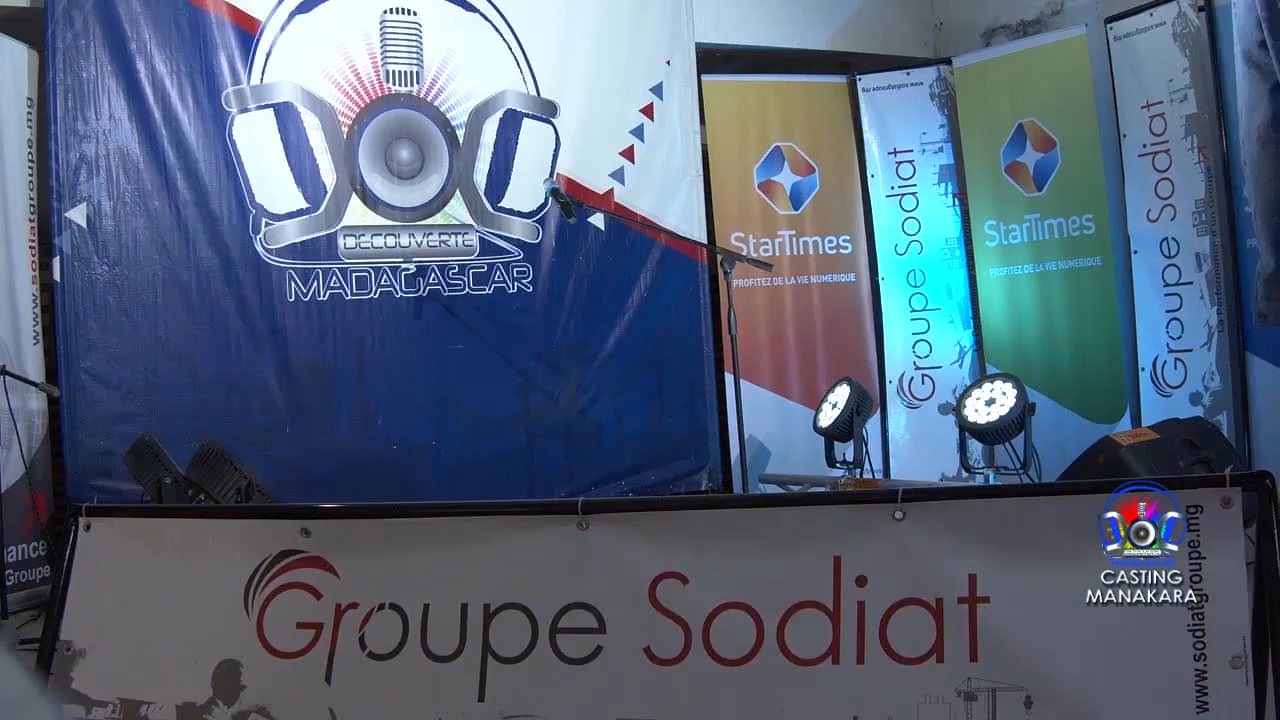 DECOUVERTE
MADAGASCAR
www.sodiatgroupe.mg
StarTimes
PROFITEZ DE LA VIE NUMERIQUE
Groupe Sodiat
StarTimes
PROFITEZ DE LA VIE NUMERIQUE
Groupe Sodiat
Groupe
Groupe Sodiat
www.sodiatgroupe.mg
CASTING
MANAKARA